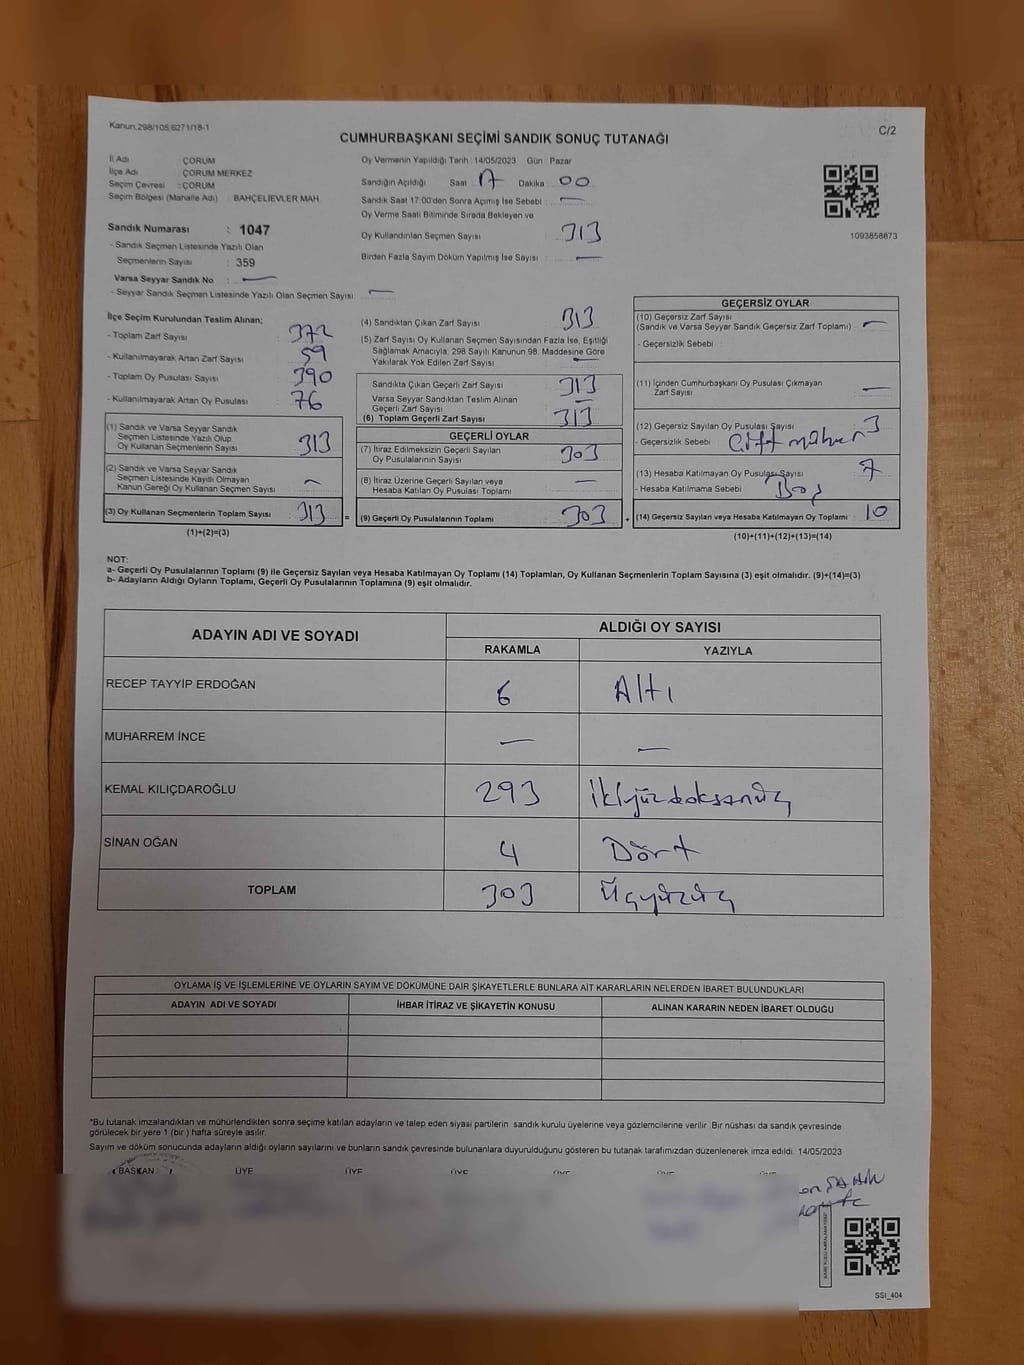 Kanun;298/105;6271/18-1
C/2
CUMHURBAŞKANI SEÇİMİ SANDIK SONUÇ TUTANAĞI
İl Adı ÇORUM
İlçe Adı ÇORUM MERKEZ
Seçim Çevresi : ÇORUM
Seçim Bölgesi (Mahalle Adı) : BAHÇELİEVLER MAH.
Sandık Numarası : 1047
- Sandık Seçmen Listesinde Yazılı Olan
Seçmenlerin Sayısı : 359
Varsa Seyyar Sandık No : —
- Seyyar Sandık Seçmen Listesinde Yazılı Olan Seçmen Sayısı : —
Oy Vermenin Yapıldığı Tarih : 14/05/2023 Gün : Pazar
Sandığın Açıldığı Saat 17 Dakika 00
Sandık Saat 17:00'den Sonra Açımış İse Sebebi : —
Oy Verme Saati Bitiminde Sırada Bekleyen ve
Oy Kullandırılan Seçmen Sayısı 313
Birden Fazla Sayım Döküm Yapılmış İse Sayısı : —
1093858873
İlçe Seçim Kurulundan Teslim Alınan;
- Toplam Zarf Sayısı 372
- Kullanılmayarak Artan Zarf Sayısı 59
- Toplam Oy Pusulası Sayısı 390
- Kullanılmayarak Artan Oy Pusulası 76
(1) Sandık ve Varsa Seyyar Sandık
Seçmen Listesinde Yazılı Olup
Oy Kullanan Seçmenlerin Sayısı 313
(2) Sandık ve Varsa Seyyar Sandık
Seçmen Listesinde Kayıtlı Olmayan
Kanun Gereği Oy Kullanan Seçmen Sayısı —
(3) Oy Kullanan Seçmenlerin Toplam Sayısı 313 =
(1)+(2)=(3)
(4) Sandıktan Çıkan Zarf Sayısı 313
(5) Zarf Sayısı Oy Kullanan Seçmen Sayısından Fazla İse, Eşitliği
Sağlamak Amacıyla; 298 Sayılı Kanunun 98. Maddesine Göre
Yakılarak Yok Edilen Zarf Sayısı —
Sandıkta Çıkan Geçerli Zarf Sayısı 313
Varsa Seyyar Sandıktan Teslim Alınan
Geçerli Zarf Sayısı —
(6) Toplam Geçerli Zarf Sayısı 313
GEÇERLİ OYLAR
(7) İtiraz Edilmeksizin Geçerli Sayılan
Oy Pusulalarının Sayısı 303
(8) İtiraz Üzerine Geçerli Sayılan veya
Hesaba Katılan Oy Pusulası Toplamı —
(9) Geçerli Oy Pusulalarının Toplamı 303 +
GEÇERSİZ OYLAR
(10) Geçersiz Zarf Sayısı
(Sandık ve Varsa Seyyar Sandık Geçersiz Zarf Toplamı) —
- Geçersizlik Sebebi :
(11) İçinden Cumhurbaşkanı Oy Pusulası Çıkmayan
Zarf Sayısı —
(12) Geçersiz Sayılan Oy Pusulası Sayısı 3
- Geçersizlik Sebebi Çift mühür
(13) Hesaba Katılmayan Oy Pusulası Sayısı 7
- Hesaba Katılmama Sebebi Boş
(14) Geçersiz Sayılan veya Hesaba Katılmayan Oy Toplamı 10
(10)+(11)+(12)+(13)=(14)
NOT:
a- Geçerli Oy Pusulasının Toplamı (9) ile Geçersiz Sayılan veya Hesaba Katılmayan Oy Toplamı (14) Toplamları, Oy Kullanan Seçmenlerin Toplam Sayısına (3) eşit olmalıdır. (9)+(14)=(3)
b- Adayların Aldığı Oyların Toplamı, Geçerli Oy Pusulalarının Toplamına (9) eşit olmalıdır.
ADAYIN ADI VE SOYADI ALDIĞI OY SAYISI
RAKAMLA YAZIYLA
RECEP TAYYİP ERDOĞAN 6 Altı
MUHARREM İNCE — —
KEMAL KILIÇDAROĞLU 293 ikiyüzdoksanüç
SİNAN OĞAN 4 Dört
TOPLAM 303 Üçyüzüç
OYLAMA İŞ VE İŞLEMLERİNE VE OYLARIN SAYIM VE DÖKÜMÜNE DAİR ŞİKAYETLERLE BUNLARA AİT KARARLARIN NELERDEN İBARET BULUNDUKLARI
ADAYIN ADI VE SOYADI İHBAR İTİRAZ VE ŞİKAYETİN KONUSU ALINAN KARARIN NEDEN İBARET OLDUĞU
*Bu tutanak imzalandıktan ve mühürlendikten sonra seçime katılan adayların ve talep eden siyasi partilerin sandık kurulu üyelerine veya gözlemcilerine verilir. Bir nüshası da sandık çevresinde
görülecek bir yere 1 (bir) hafta süreyle asılır.
Sayım ve döküm sonucunda adayların aldığı oyların sayılarını ve bunların sandık çevresinde bulunanlara duyurulduğunu gösteren bu tutanak tarafımızdan düzenlenerek imza edildi. 14/05/2023
BAŞKAN ÜYE ÜYE ÜYE ÜYE ÜYE ÜYE
SSI_404